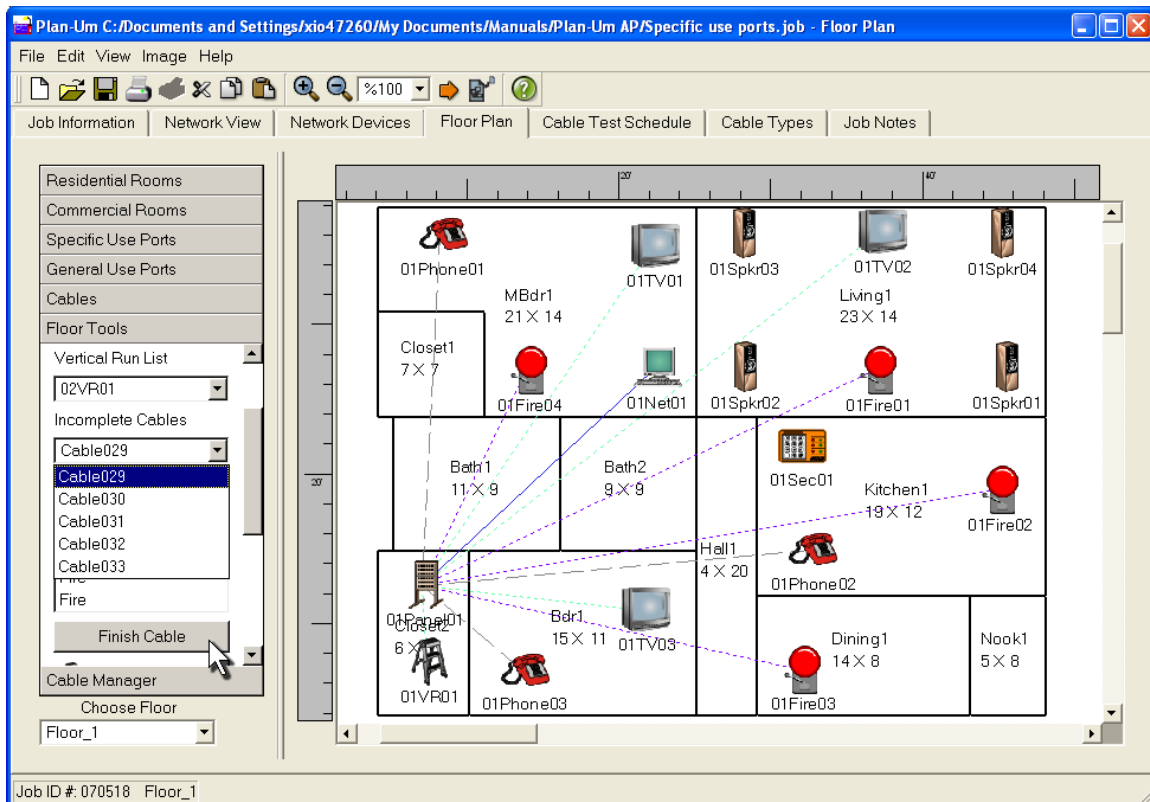 Plan-Um C:/Documents and Settings/xio47260/My Documents/Manuals/Plan-Um AP/Specific use ports.job - Floor Plan
File Edit View Image Help
%100
Job Information Network View Network Devices Floor Plan Cable Test Schedule Cable Types Job Notes
Residential Rooms
Commercial Rooms
Specific Use Ports
General Use Ports
Cables
Floor Tools
Vertical Run List
02VR01
Incomplete Cables
Cable029
Cable029
Cable030
Cable031
Cable032
Cable033
Fire
Fire
Finish Cable
Cable Manager
Choose Floor
Floor_1
20'
40'
20'
01Phone01
01TV01
01Spkr03
01TV02
01Spkr04
MBdr1
21 X 14
Living1
23 X 14
Closet1
7 X 7
01Fire04
01Net01
01Spkr02
01Fire01
01Spkr01
Bath1
11 X 9
Bath2
9 X 9
01Sec01
Kitchen1
19 X 12
01Fire02
Hall1
4 X 20
01Phone02
01Panel01
Closet2
6 X
01VR01
Bdr1
15 X 11
01TV03
01Phone03
Dining1
14 X 8
01Fire03
Nook1
5 X 8
Job ID #: 070518 Floor_1